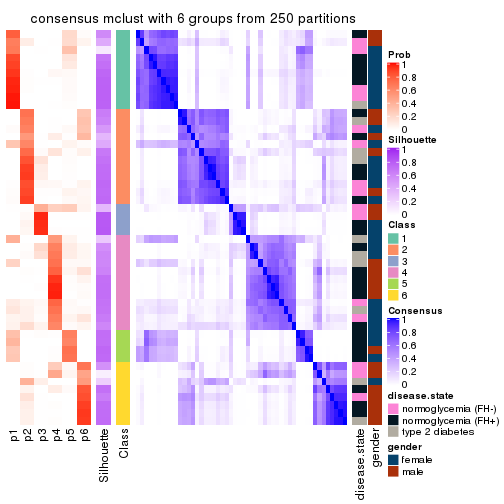 consensus mclust with 6 groups from 250 partitions
Prob
1
0.8
0.6
0.4
0.2
0
Silhouette
1
0.8
0.6
0.4
0.2
0
Class
1
2
3
4
5
6
Consensus
1
0.8
0.6
0.4
0.2
0
disease.state
normoglycemia (FH-)
normoglycemia (FH+)
type 2 diabetes
gender
female
male
p1
p2
p3
p4
p5
p6
Silhouette
Class
disease.state
gender